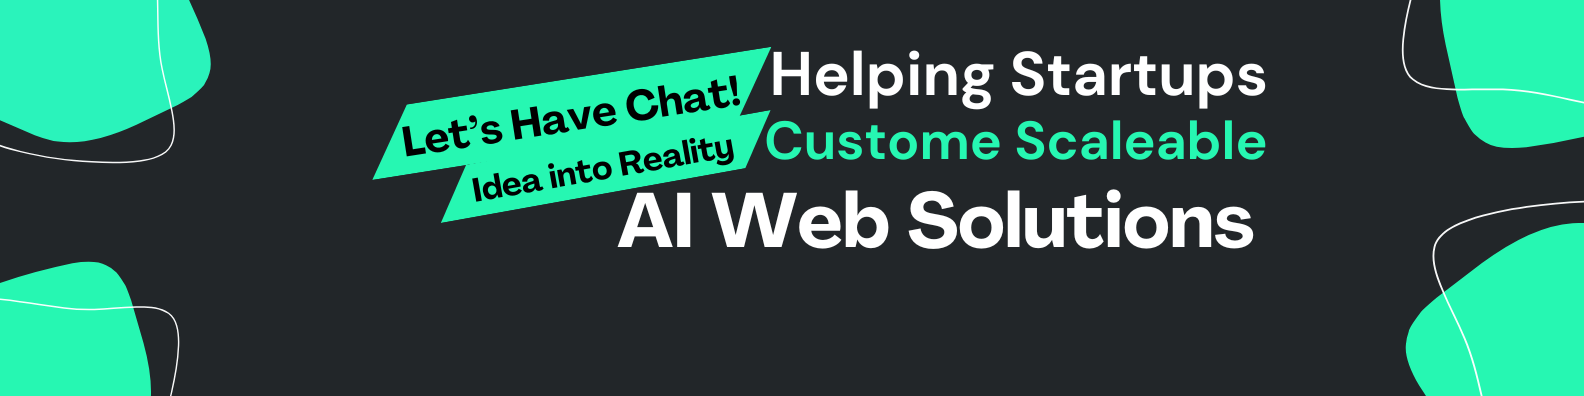 Let's Have Chat!
Idea into Reality
Helping Startups
Custome Scaleable
AI Web Solutions